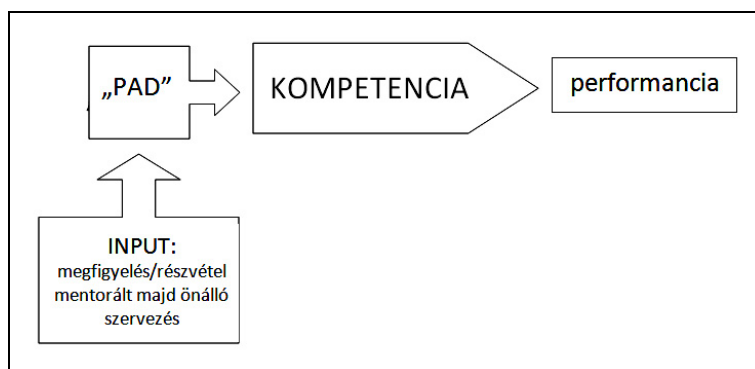 „PAD”
KOMPETENCIA
performancia
INPUT:
megfigyelés/részvétel
mentorált majd önálló
szervezés